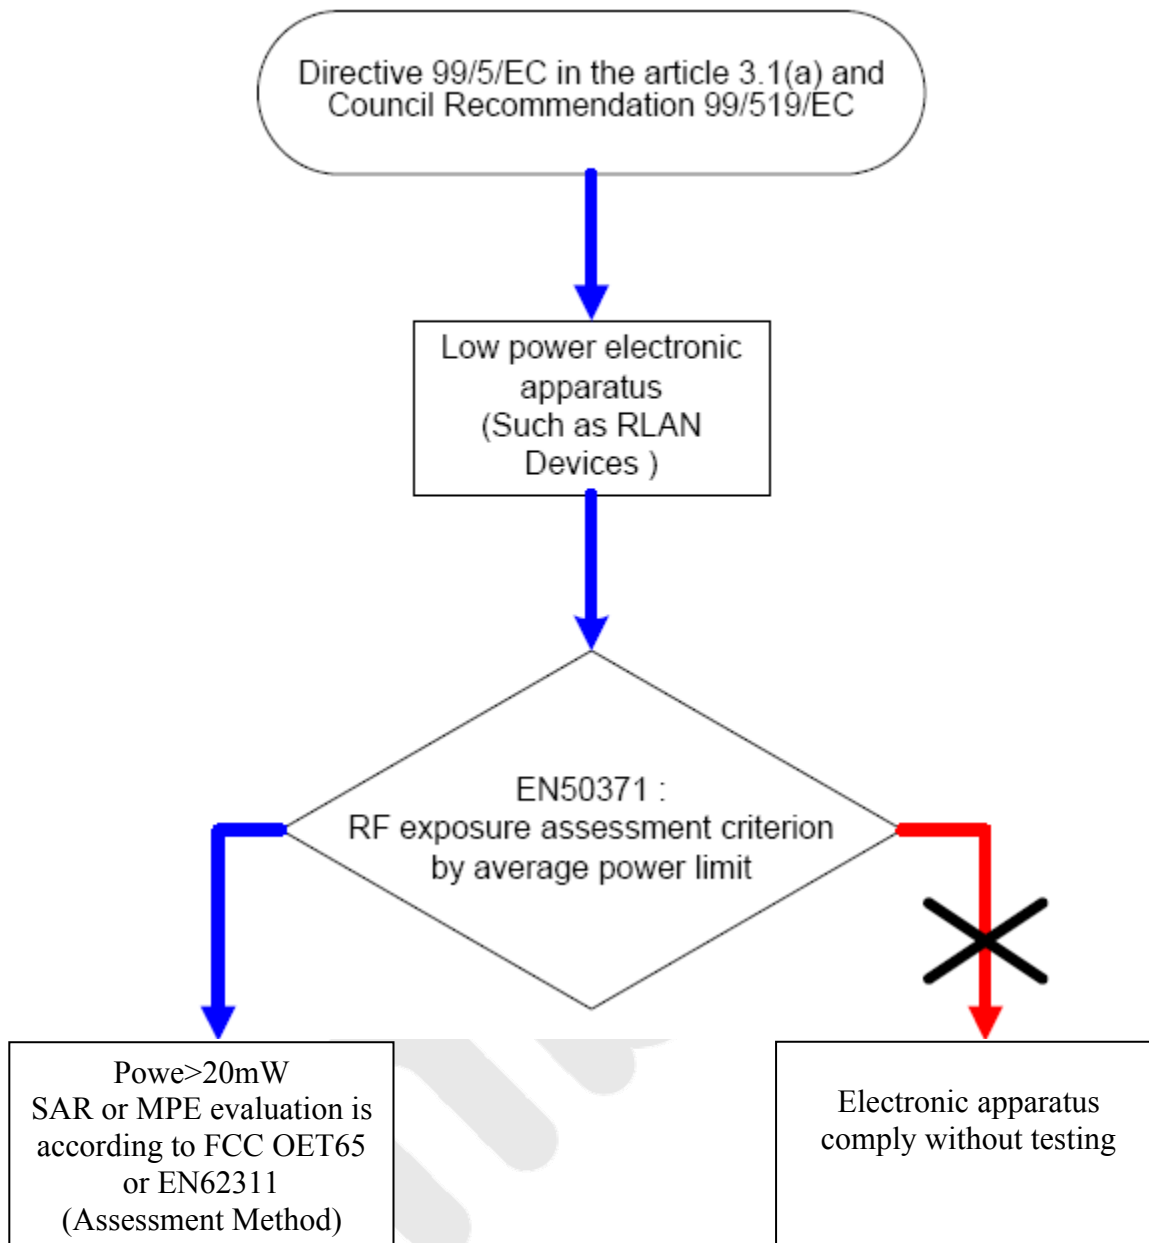 Directive 99/5/EC in the article 3.1(a) and
Council Recommendation 99/519/EC
Low power electronic
apparatus
(Such as RLAN
Devices )
EN50371 :
RF exposure assessment criterion
by average power limit
Powe>20mW
SAR or MPE evaluation is
according to FCC OET65
or EN62311
(Assessment Method)
Electronic apparatus
comply without testing